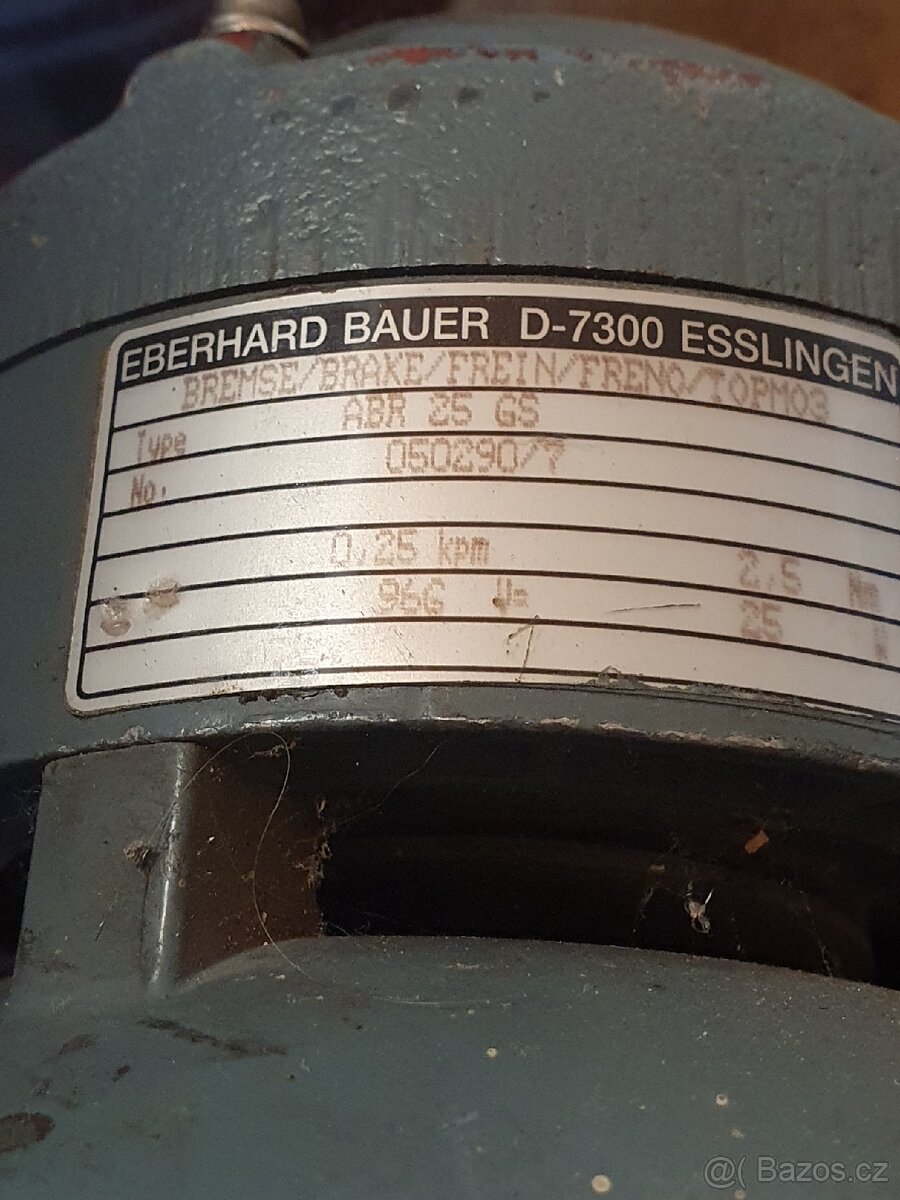 EBERHARD BAUER D-7300 ESSLINGEN
BREMSE/BRAKE/FREIN/FRENO/TOPMO3
Type ABR 25 GS
No. 050290/7
0,25 kpm 2,5 Nm
96G V= 25 W
@( Bazos.cz